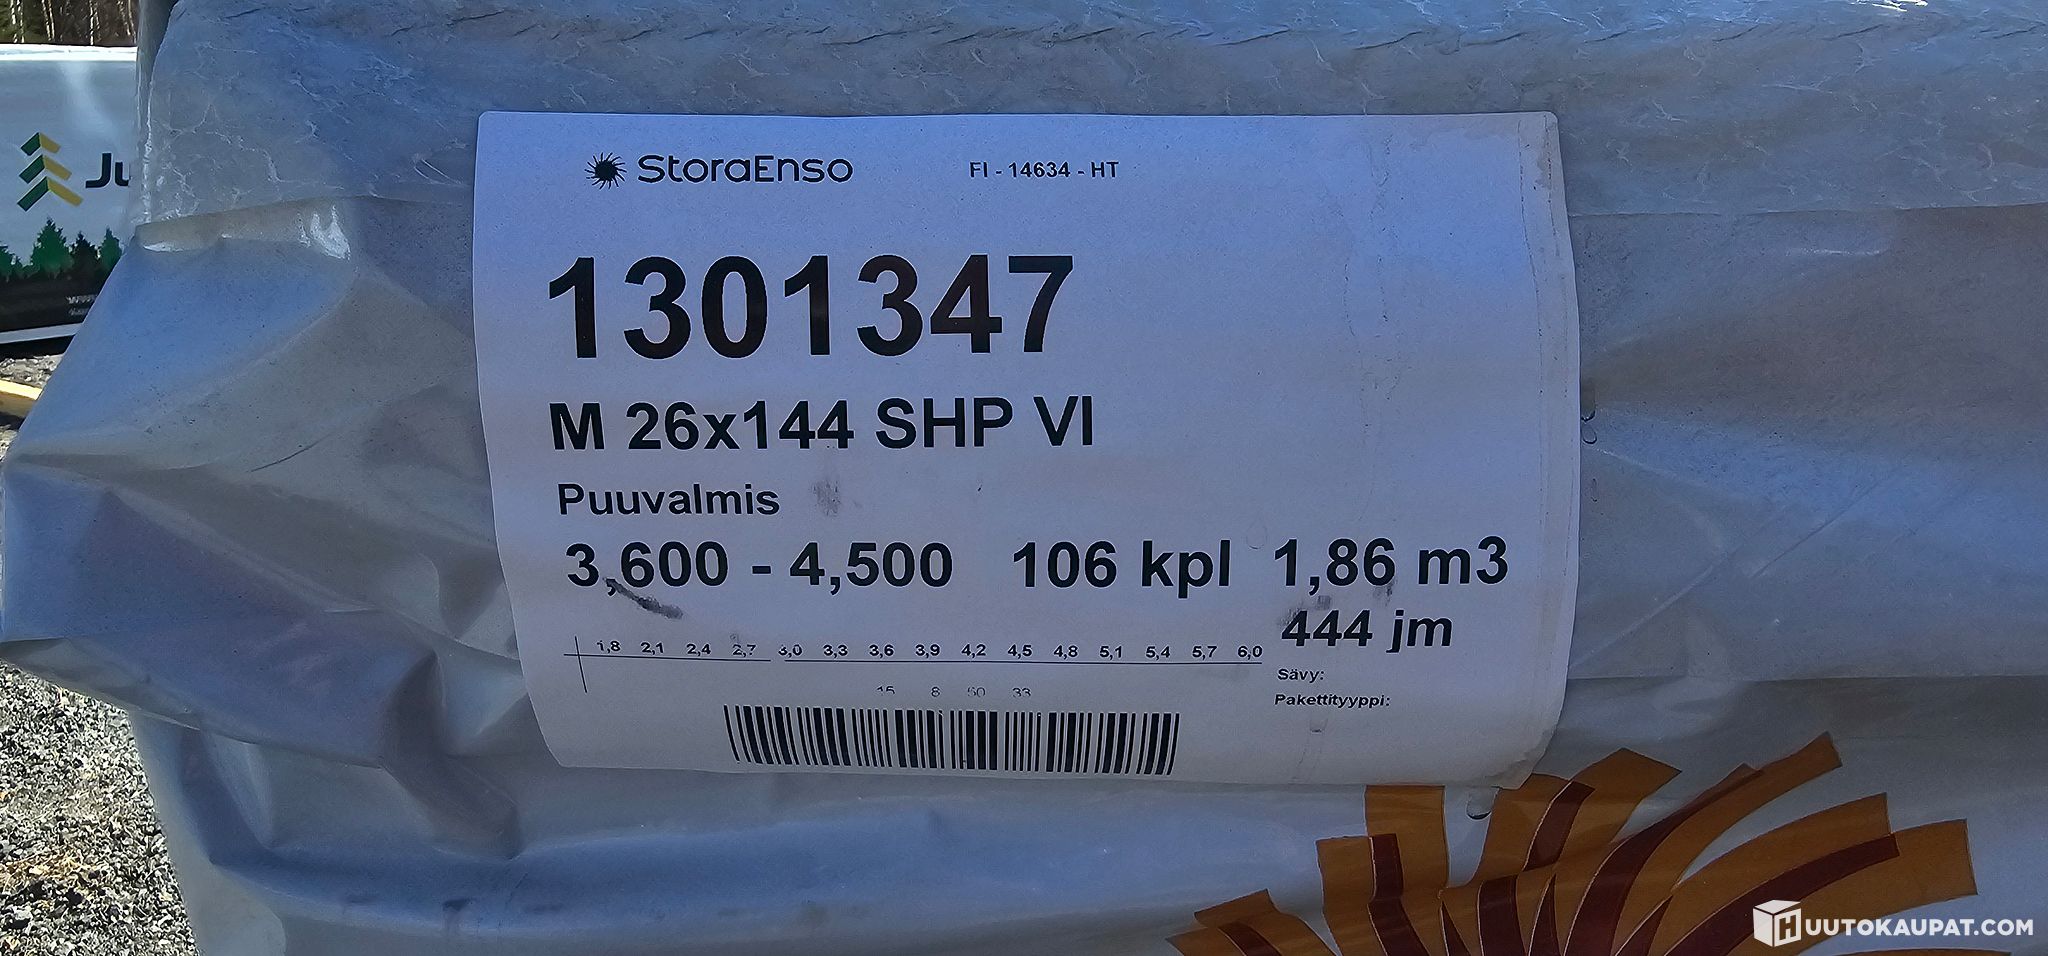 StoraEnso FI - 14634 - HT
1301347
M 26x144 SHP VI
Puuvalmis
3,600 - 4,500 106 kpl 1,86 m3
444 jm
1,8 2,1 2,4 2,7 3,0 3,3 3,6 3,9 4,2 4,5 4,8 5,1 5,4 5,7 6,0
Sävy:
15 8 50 33
Pakettityyppi:
Ju
HUUTOKAUPAT.COM